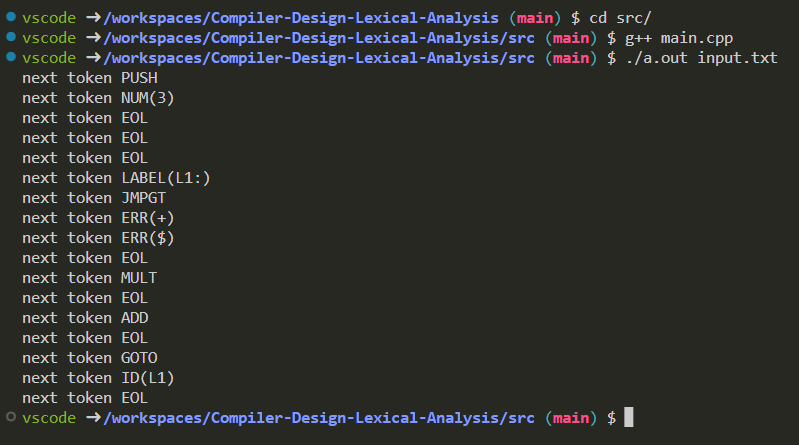 vscode ➜/workspaces/Compiler-Design-Lexical-Analysis (main) $ cd src/
vscode ➜/workspaces/Compiler-Design-Lexical-Analysis/src (main) $ g++ main.cpp
vscode ➜/workspaces/Compiler-Design-Lexical-Analysis/src (main) $ ./a.out input.txt
next token PUSH
next token NUM(3)
next token EOL
next token EOL
next token EOL
next token LABEL(L1:)
next token JMPGT
next token ERR(+)
next token ERR($)
next token EOL
next token MULT
next token EOL
next token ADD
next token EOL
next token GOTO
next token ID(L1)
next token EOL
vscode ➜/workspaces/Compiler-Design-Lexical-Analysis/src (main) $